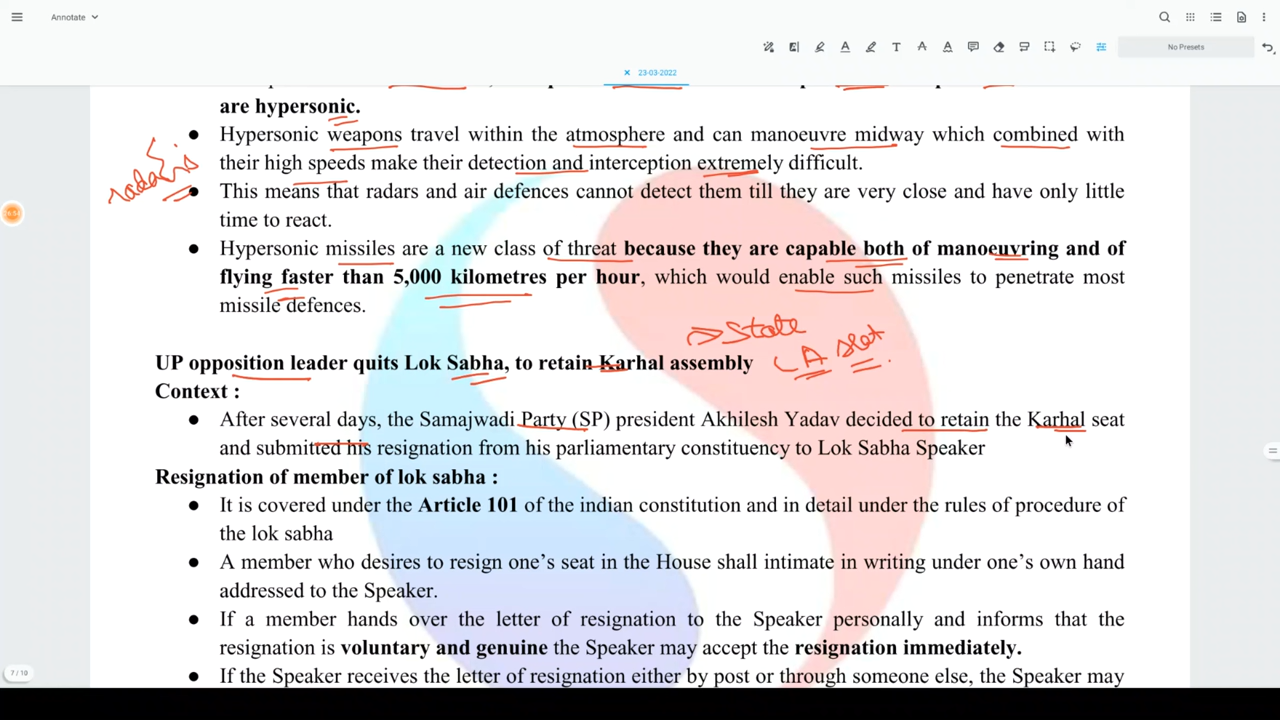 Annotate
No Presets
23-03-2022
are hypersonic.
● Hypersonic weapons travel within the atmosphere and can manoeuvre midway which combined with
their high speeds make their detection and interception extremely difficult.
radar
● This means that radars and air defences cannot detect them till they are very close and have only little
time to react.
● Hypersonic missiles are a new class of threat because they are capable both of manoeuvring and of
flying faster than 5,000 kilometres per hour, which would enable such missiles to penetrate most
missile defences.
State
UP opposition leader quits Lok Sabha, to retain Karhal assembly
A seat
Context :
● After several days, the Samajwadi Party (SP) president Akhilesh Yadav decided to retain the Karhal seat
and submitted his resignation from his parliamentary constituency to Lok Sabha Speaker
Resignation of member of lok sabha :
● It is covered under the Article 101 of the indian constitution and in detail under the rules of procedure of
the lok sabha
● A member who desires to resign one’s seat in the House shall intimate in writing under one’s own hand
addressed to the Speaker.
● If a member hands over the letter of resignation to the Speaker personally and informs that the
resignation is voluntary and genuine the Speaker may accept the resignation immediately.
● If the Speaker receives the letter of resignation either by post or through someone else, the Speaker may
7 / 10